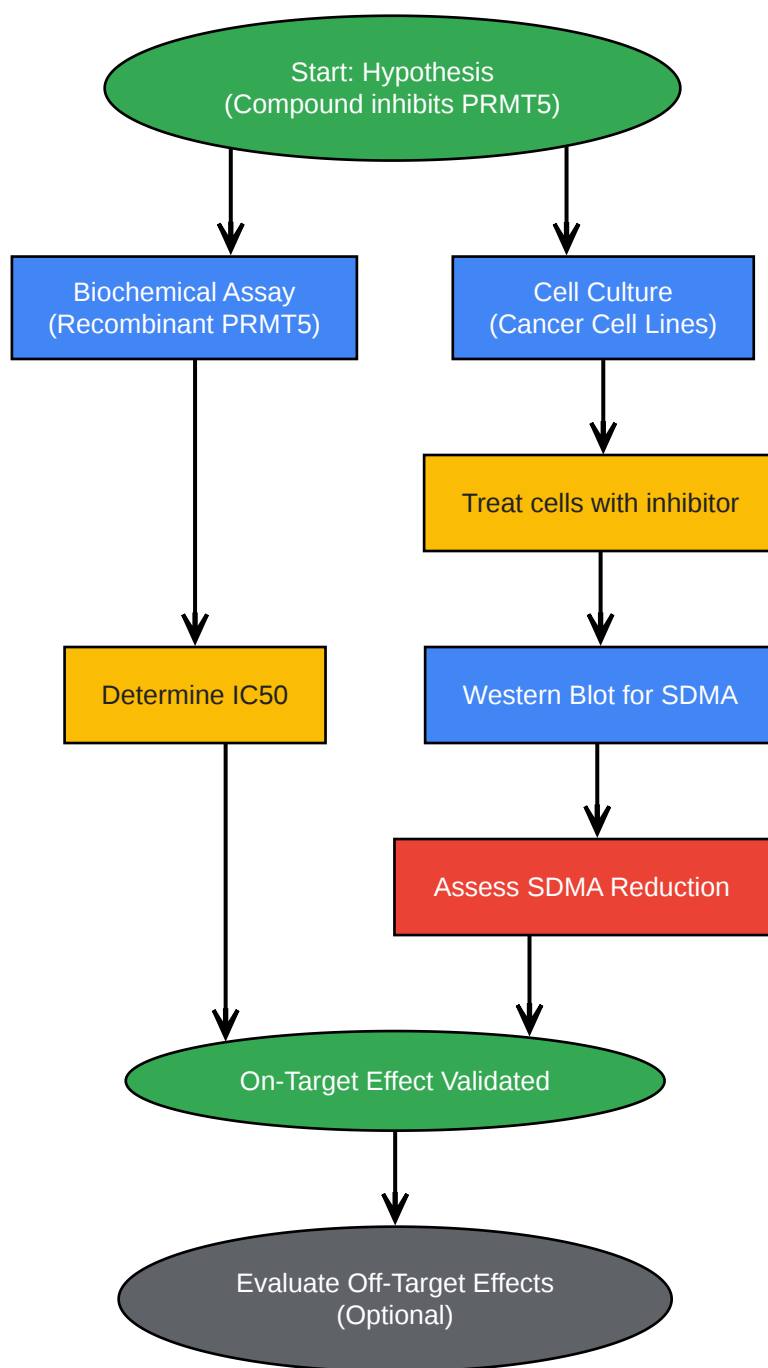 Start: Hypothesis
(Compound inhibits PRMT5)
Biochemical Assay
(Recombinant PRMT5)
Cell Culture
(Cancer Cell Lines)
Treat cells with inhibitor
Determine IC50
Western Blot for SDMA
Assess SDMA Reduction
On-Target Effect Validated
Evaluate Off-Target Effects
(Optional)